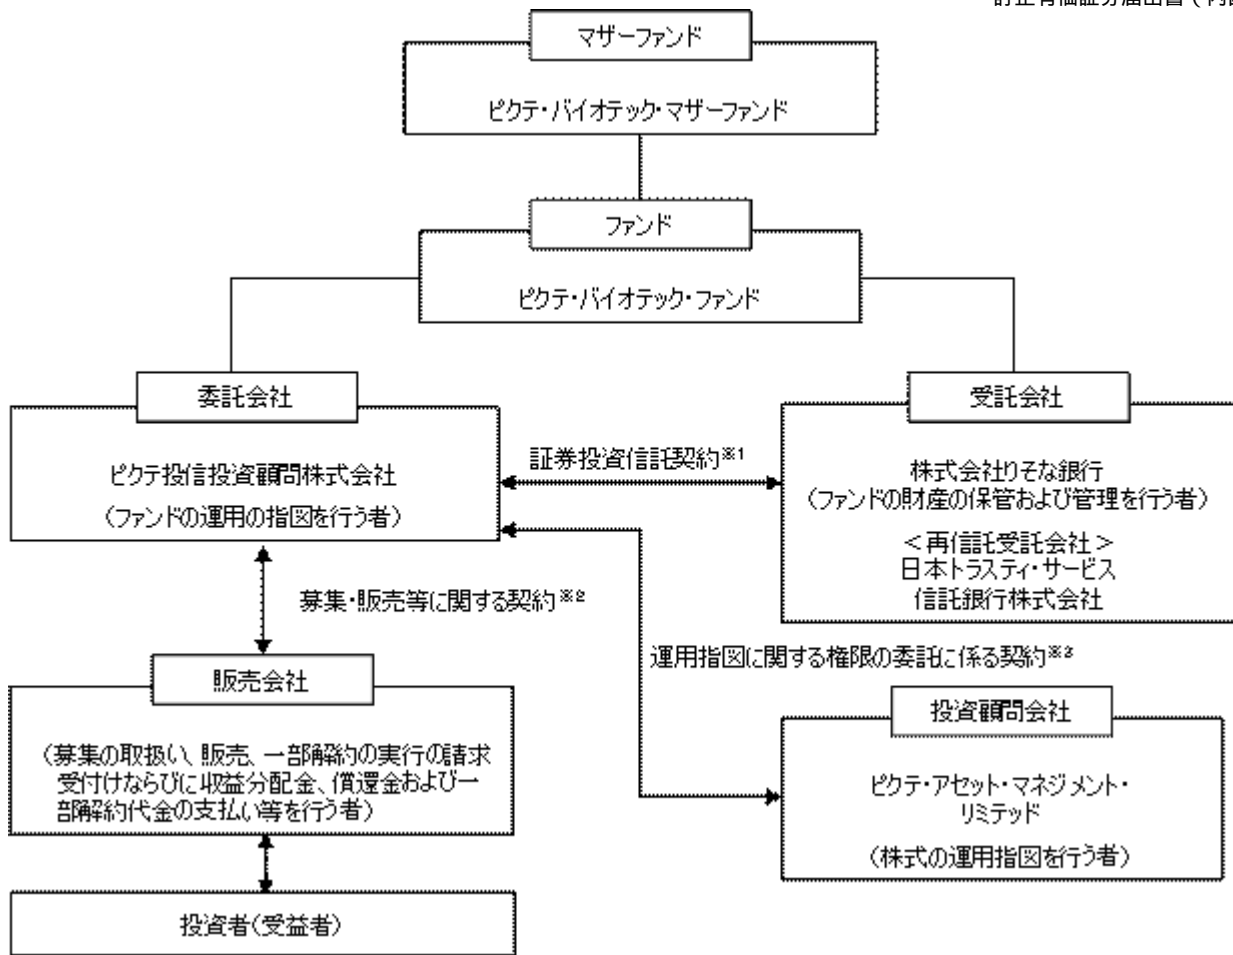 マザーファンド
ピクテ・バイオテック・マザーファンド
ファンド
ピクテ・バイオテック・ファンド
委託会社
ピクテ投信投資顧問株式会社
(ファンドの運用の指図を行う者)
証券投資信託契約※1
受託会社
株式会社りそな銀行
(ファンドの財産の保管および管理を行う者)
<再信託受託会社>
日本トラスティ・サービス
信託銀行株式会社
募集・販売等に関する契約※2
運用指図に関する権限の委託に係る契約※3
販売会社
(募集の取扱い、販売、一部解約の実行の請求
受付けならびに収益分配金、償還金および一
部解約代金の支払い等を行う者)
投資顧問会社
ピクテ・アセット・マネジメント・
リミテッド
(株式の運用指図を行う者)
投資者(受益者)